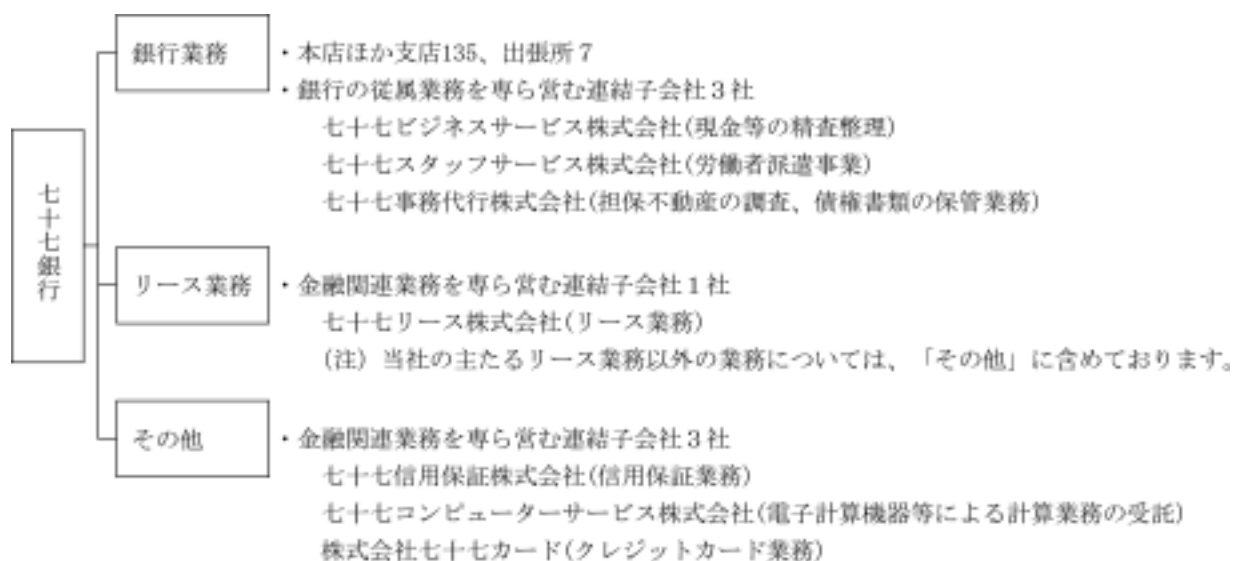 七十七銀行
銀行業務
・本店ほか支店135、出張所７
・銀行の従属業務を専ら営む連結子会社３社
七十七ビジネスサービス株式会社(現金等の精査整理)
七十七スタッフサービス株式会社(労働者派遣事業)
七十七事務代行株式会社(担保不動産の調査、債権書類の保管業務)
リース業務
・金融関連業務を専ら営む連結子会社１社
七十七リース株式会社(リース業務)
(注) 当社の主たるリース業務以外の業務については、「その他」に含めております。
その他
・金融関連業務を専ら営む連結子会社３社
七十七信用保証株式会社(信用保証業務)
七十七コンピューターサービス株式会社(電子計算機器等による計算業務の受託)
株式会社七十七カード(クレジットカード業務)